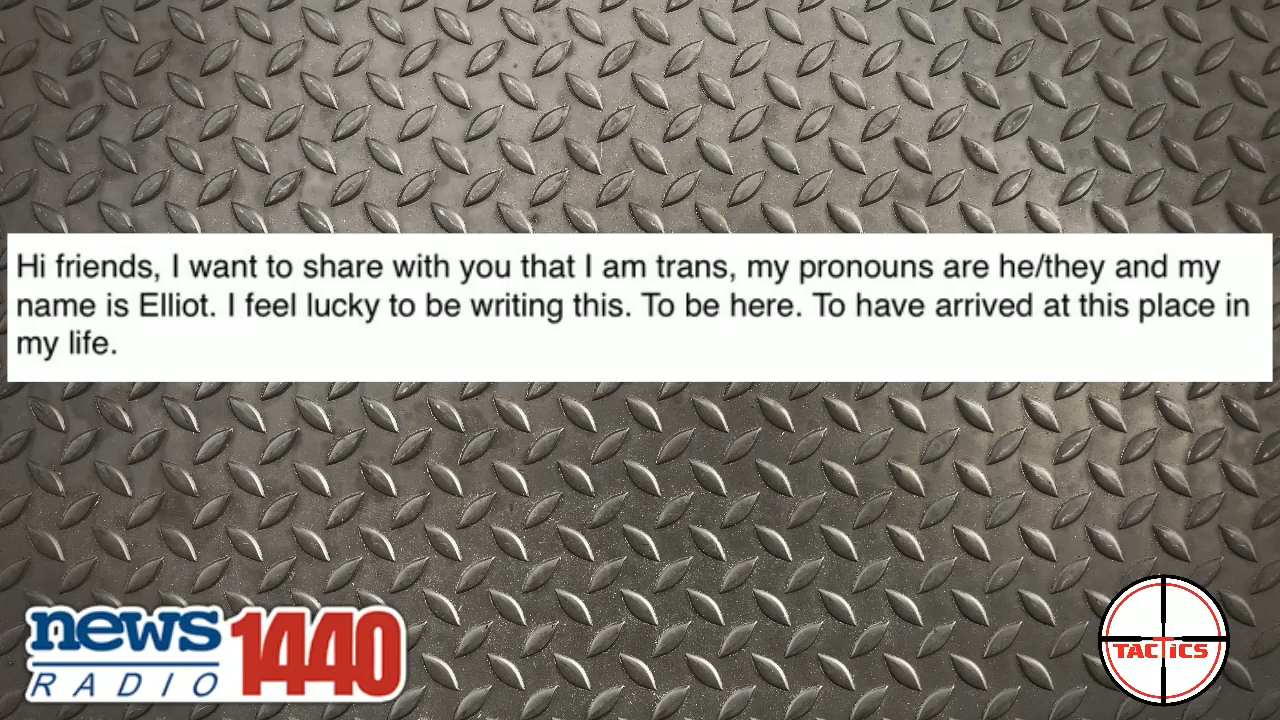 Hi friends, I want to share with you that I am trans, my pronouns are he/they and my
name is Elliot. I feel lucky to be writing this. To be here. To have arrived at this place in
my life.
news 1440
RADIO
TACTICS